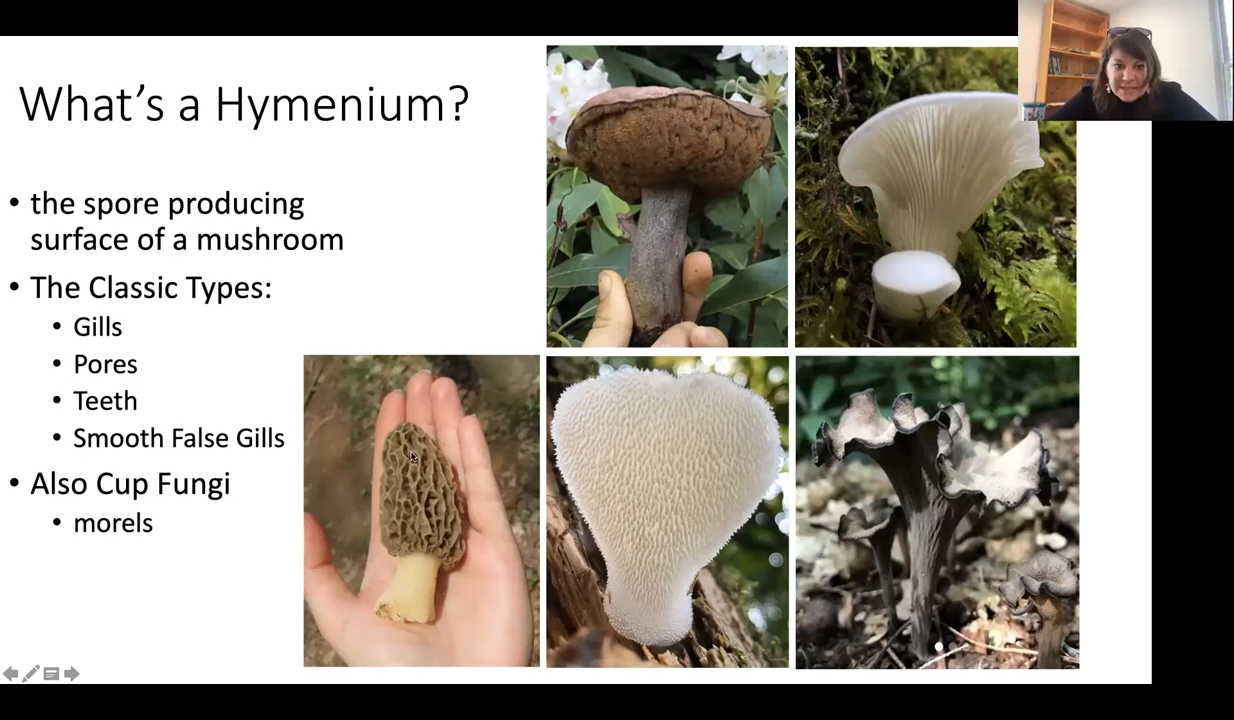 What's a Hymenium?
• the spore producing
surface of a mushroom
• The Classic Types:
• Gills
• Pores
• Teeth
• Smooth False Gills
• Also Cup Fungi
• morels